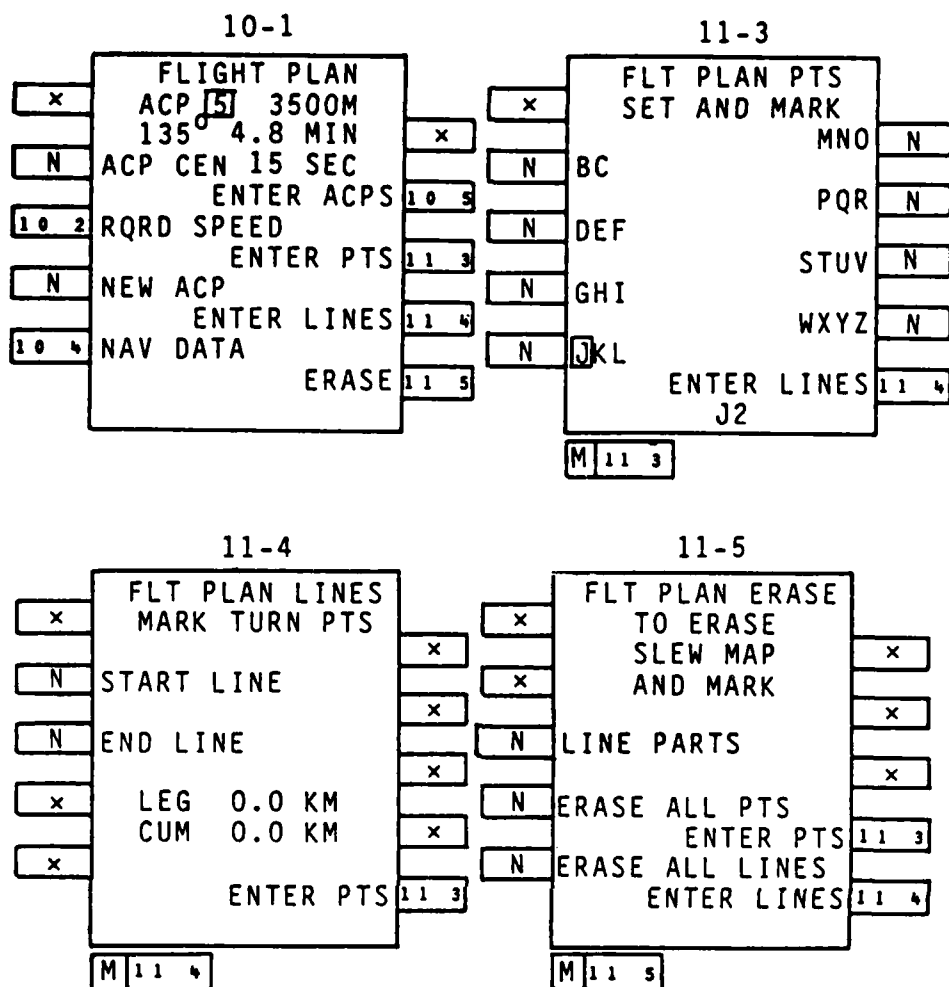 10-1
FLIGHT PLAN
× ACP 5 3500M
135° 4.8 MIN ×
N ACP CEN 15 SEC
ENTER ACPS 10 5
10 2 RQRD SPEED
ENTER PTS 11 3
N NEW ACP
ENTER LINES 11 4
10 4 NAV DATA
ERASE 11 5
11-3
FLT PLAN PTS
× SET AND MARK
MNO N
N BC
PQR N
N DEF
STUV N
N GHI
WXYZ N
N JKL
ENTER LINES 11 4
J2
M 11 3
11-4
FLT PLAN LINES
× MARK TURN PTS
×
N START LINE
×
N END LINE
×
× LEG 0.0 KM
CUM 0.0 KM ×
×
ENTER PTS 11 3
M 11 4
11-5
FLT PLAN ERASE
× TO ERASE
SLEW MAP ×
× AND MARK
×
N LINE PARTS
×
N ERASE ALL PTS
ENTER PTS 11 3
N ERASE ALL LINES
ENTER LINES 11 4
M 11 5